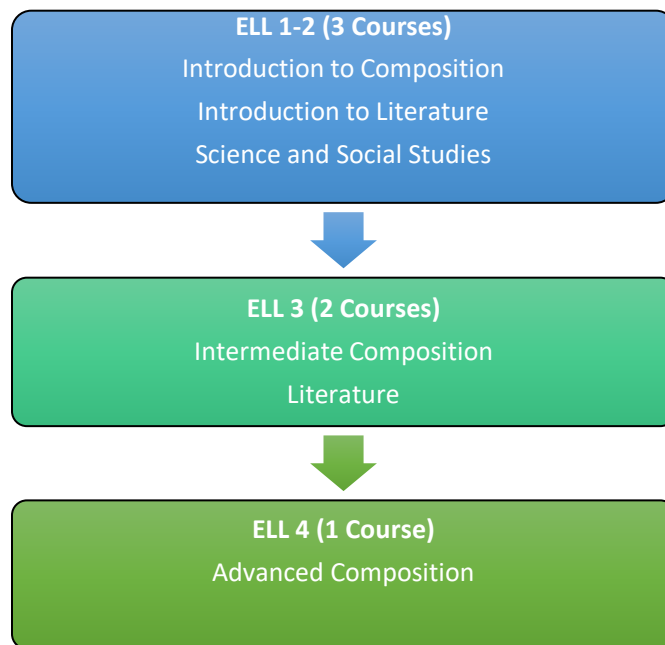 ELL 1-2 (3 Courses)
Introduction to Composition
Introduction to Literature
Science and Social Studies
ELL 3 (2 Courses)
Intermediate Composition
Literature
ELL 4 (1 Course)
Advanced Composition